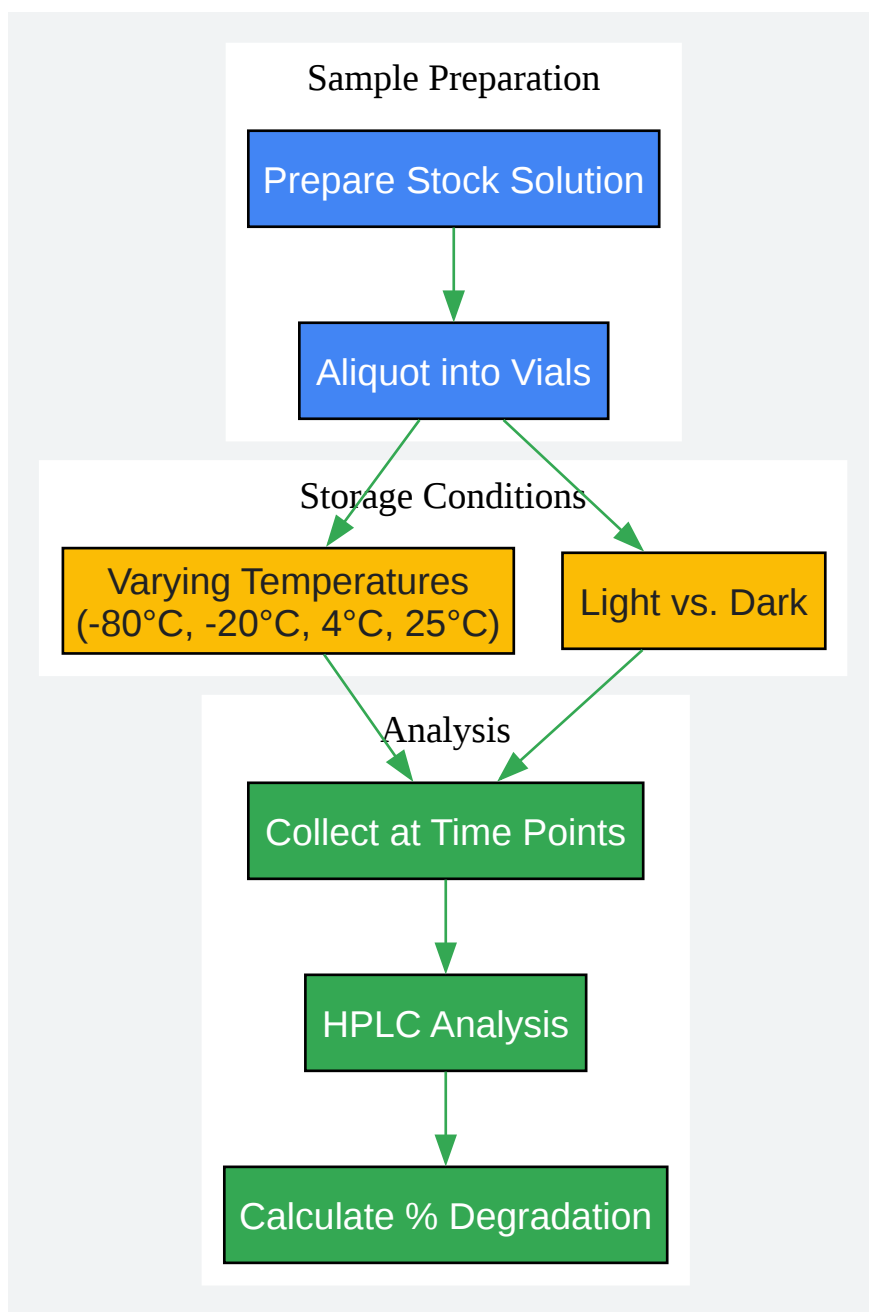 Sample Preparation
Prepare Stock Solution
Aliquot into Vials
Storage Conditions
Varying Temperatures
(-80°C, -20°C, 4°C, 25°C)
Light vs. Dark
Analysis
Collect at Time Points
HPLC Analysis
Calculate % Degradation